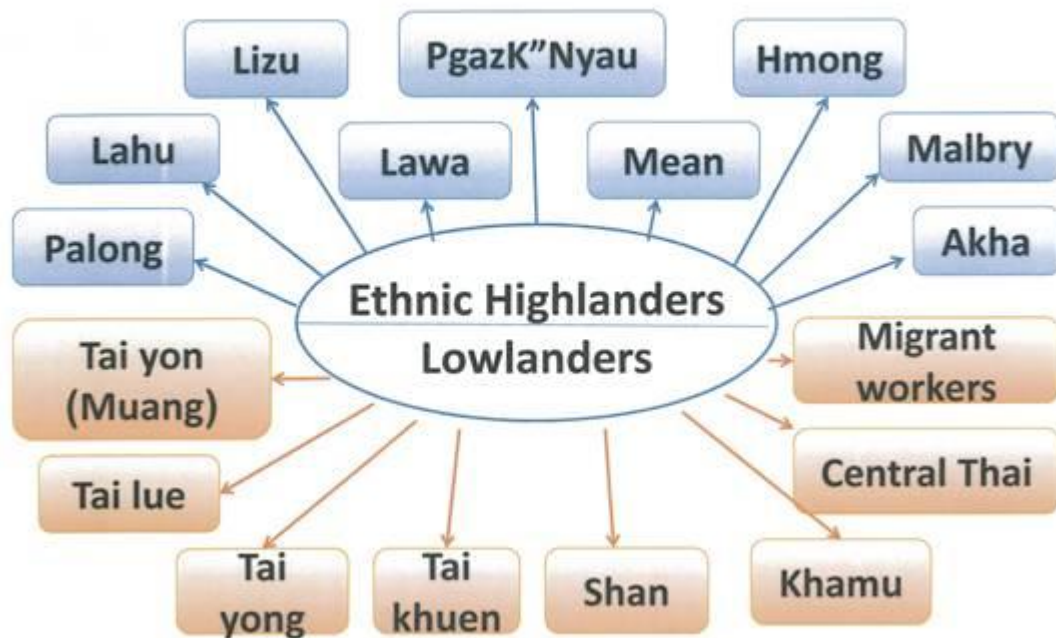 Lizu
PgazK”Nyau
Hmong
Lahu
Lawa
Mean
Malbry
Palong
Akha
Ethnic Highlanders
Lowlanders
Tai yon
(Muang)
Migrant
workers
Tai lue
Central Thai
Tai
yong
Tai
khuen
Shan
Khamu